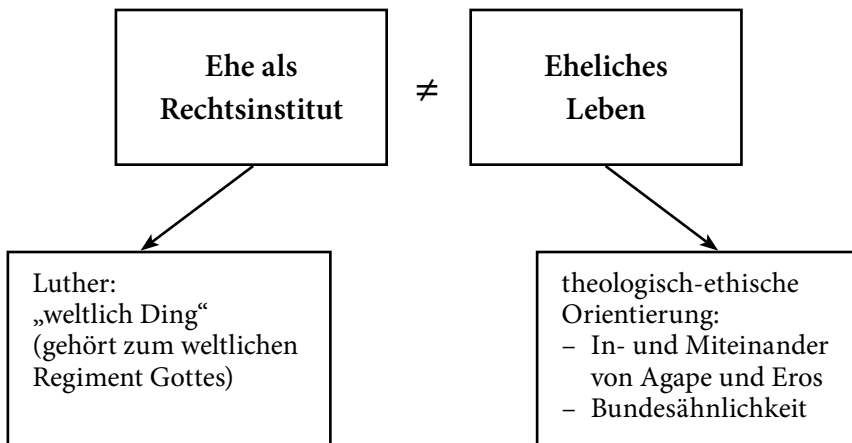 Ehe als
Rechtsinstitut
≠
Eheliches
Leben
Luther:
„weltlich Ding“
(gehört zum weltlichen
Regiment Gottes)
theologisch-ethische
Orientierung:
– In- und Miteinander
von Agape und Eros
– Bundesähnlichkeit